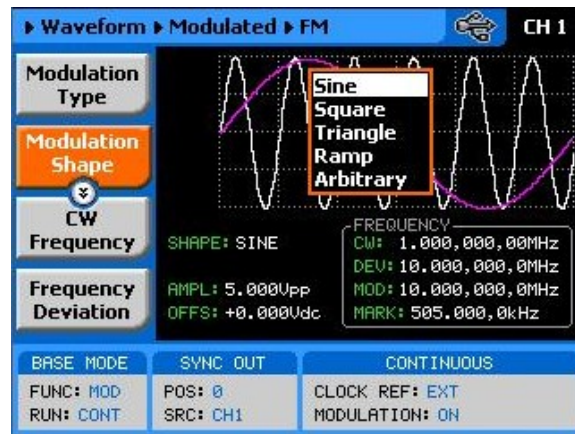 Waveform Modulated FM CH 1
Modulation
Type
Modulation
Shape
CW
Frequency
Frequency
Deviation
Sine
Square
Triangle
Ramp
Arbitrary
SHAPE: SINE
AMPL: 5.000Vpp
OFFS: +0.000Vdc
FREQUENCY
CW: 1.000,000,00MHz
DEV: 10.000,000,0MHz
MOD: 10.000,000,0MHz
MARK: 505.000,0kHz
BASE MODE
FUNC: MOD
RUN: CONT
SYNC OUT
POS: 0
SRC: CH1
CONTINUOUS
CLOCK REF: EXT
MODULATION: ON